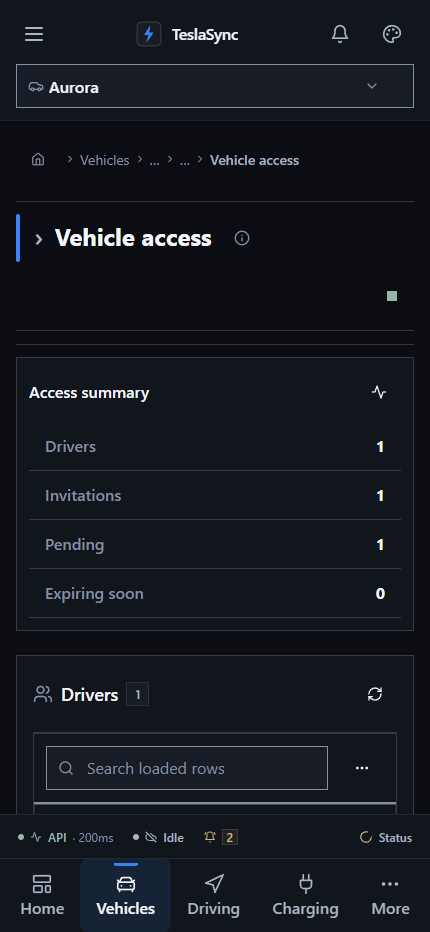 TeslaSync
Aurora
Vehicles ... ... Vehicle access
Vehicle access
Access summary
Drivers 1
Invitations 1
Pending 1
Expiring soon 0
Drivers 1
Search loaded rows ...
API · 200ms Idle 2 Status
Home Vehicles Driving Charging More